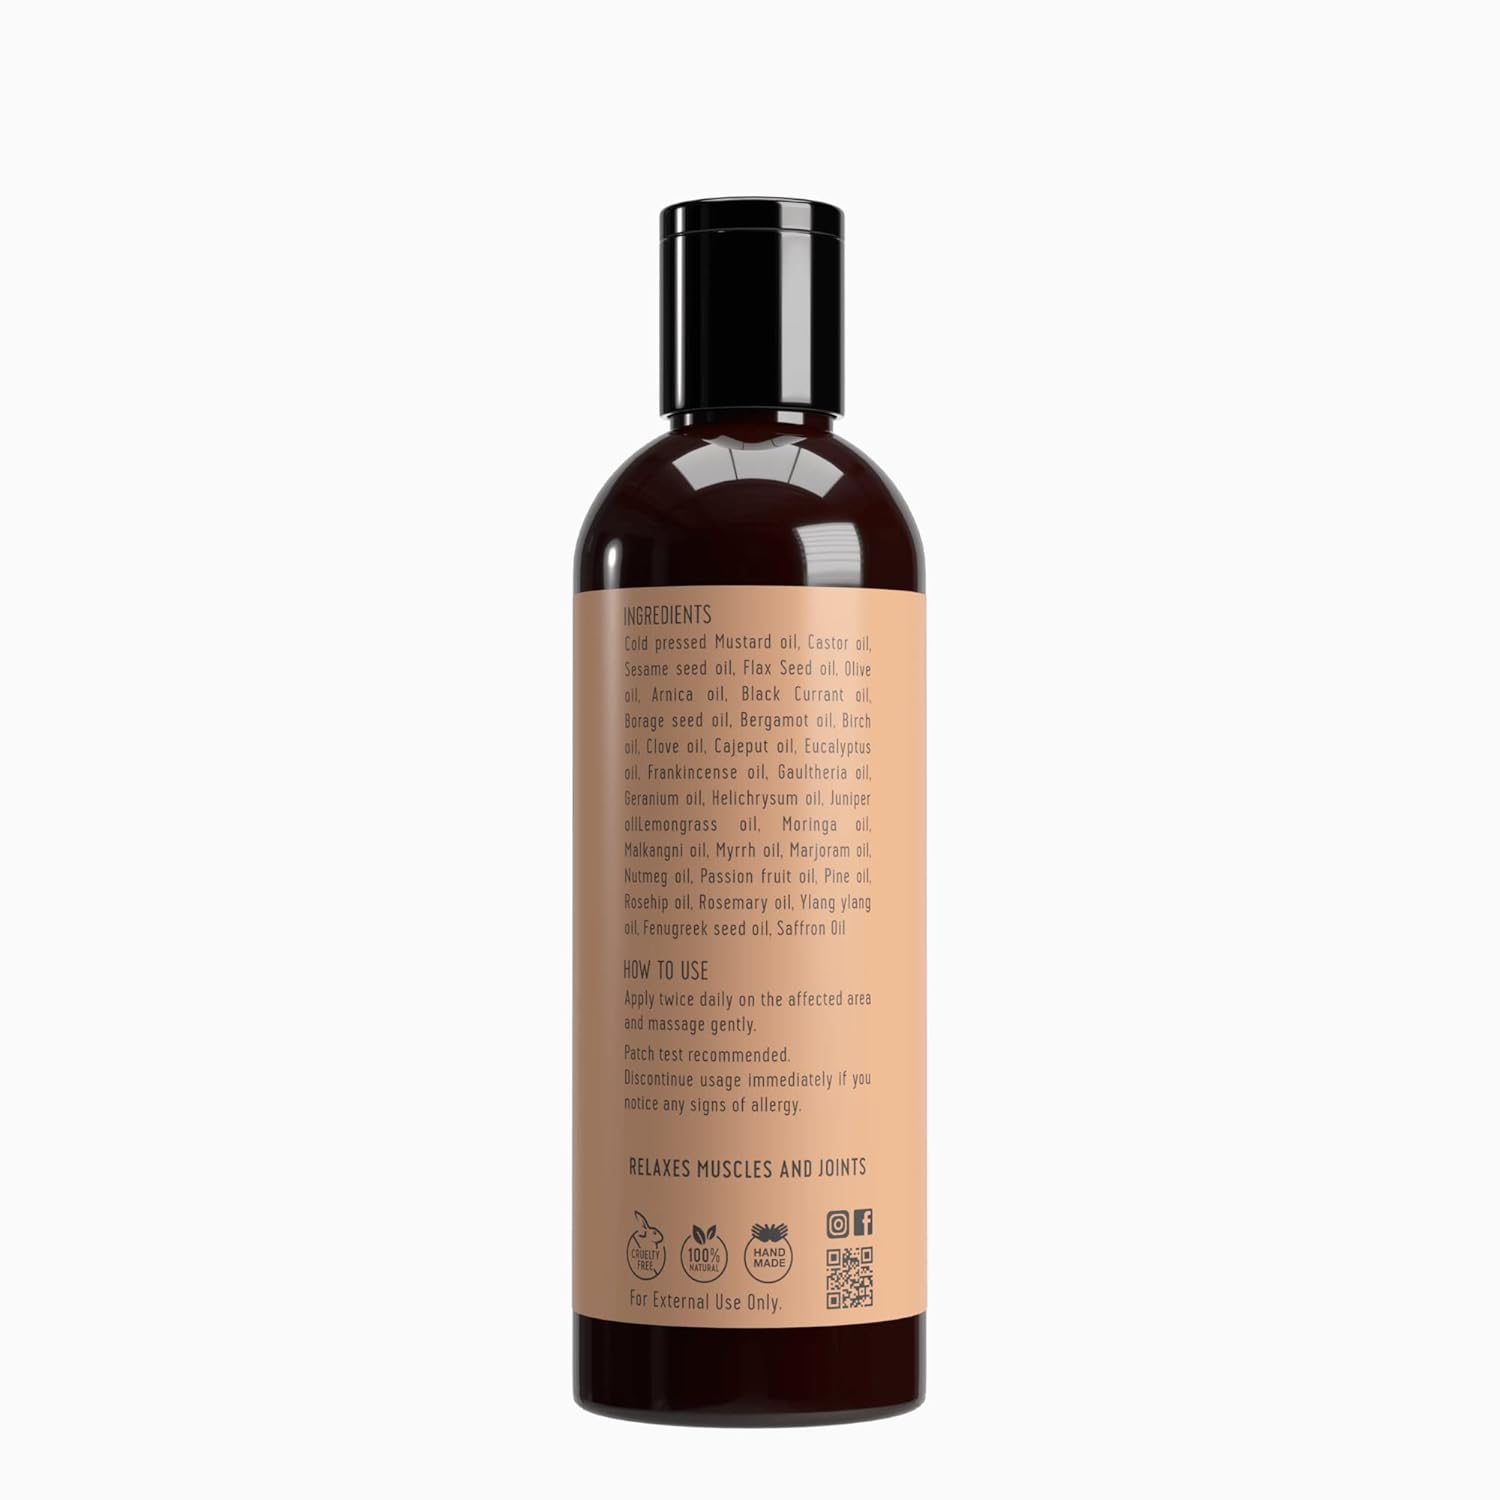 INGREDIENTS
Cold pressed Mustard oil, Castor oil,
Sesame seed oil, Flax Seed oil, Olive
oil, Arnica oil, Black Currant oil,
Borage seed oil, Bergamot oil, Birch
oil, Clove oil, Cajeput oil, Eucalyptus
oil, Frankincense oil, Gaultheria oil,
Geranium oil, Helichrysum oil, Juniper
oilLemongrass oil, Moringa oil,
Malkangni oil, Myrrh oil, Marjoram oil,
Nutmeg oil, Passion fruit oil, Pine oil,
Rosehip oil, Rosemary oil, Ylang ylang
oil, Fenugreek seed oil, Saffron Oil
HOW TO USE
Apply twice daily on the affected area
and massage gently.
Patch test recommended.
Discontinue usage immediately if you
notice any signs of allergy.
RELAXES MUSCLES AND JOINTS
CRUELTY
FREE
100%
NATURAL
HAND
MADE
For External Use Only.